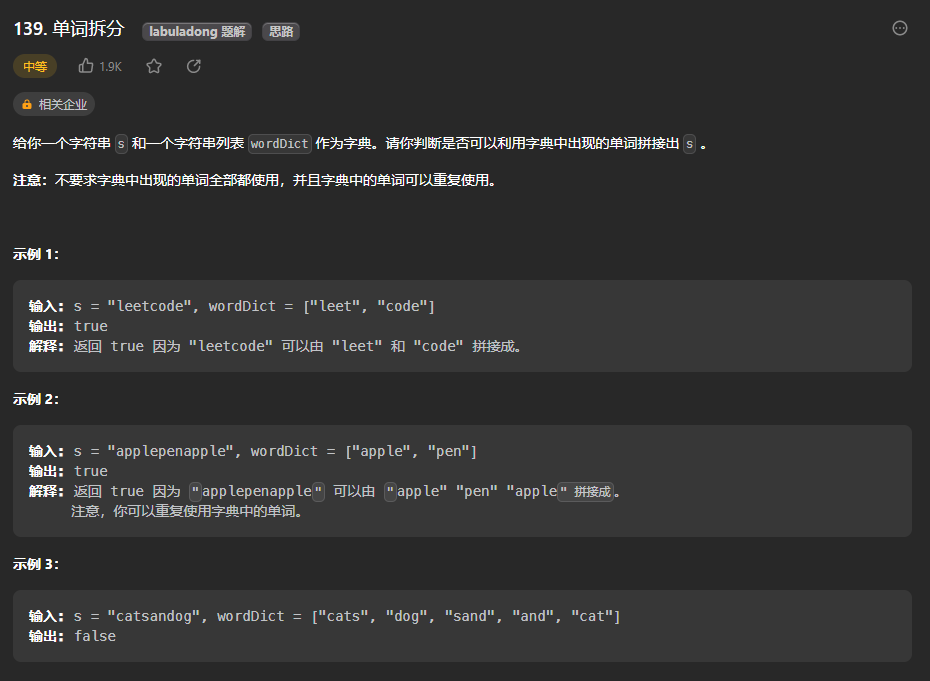 139. 单词拆分 labuladong 题解 思路
中等 1.9K
相关企业
给你一个字符串 s 和一个字符串列表 wordDict 作为字典。请你判断是否可以利用字典中出现的单词拼接出 s 。
注意：不要求字典中出现的单词全部都使用，并且字典中的单词可以重复使用。
示例 1：
输入: s = "leetcode", wordDict = ["leet", "code"]
输出: true
解释: 返回 true 因为 "leetcode" 可以由 "leet" 和 "code" 拼接成。
示例 2：
输入: s = "applepenapple", wordDict = ["apple", "pen"]
输出: true
解释: 返回 true 因为 "applepenapple" 可以由 "apple" "pen" "apple" 拼接成。
注意，你可以重复使用字典中的单词。
示例 3：
输入: s = "catsandog", wordDict = ["cats", "dog", "sand", "and", "cat"]
输出: false